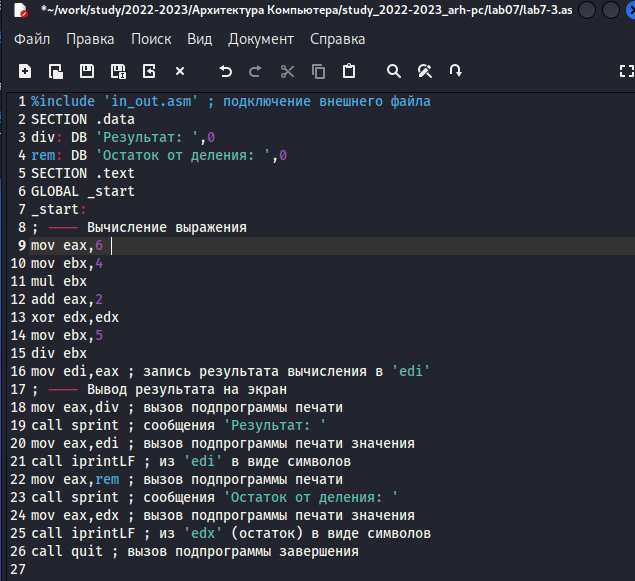 *~/work/study/2022-2023/Архитектура Компьютера/study_2022-2023_arh-pc/lab07/lab7-3.as
Файл Правка Поиск Вид Документ Справка
1 %include 'in_out.asm' ; подключение внешнего файла
2 SECTION .data
3 div: DB 'Результат: ',0
4 rem: DB 'Остаток от деления: ',0
5 SECTION .text
6 GLOBAL _start
7 _start:
8 ; ---- Вычисление выражения
9 mov eax,6
10 mov ebx,4
11 mul ebx
12 add eax,2
13 xor edx,edx
14 mov ebx,5
15 div ebx
16 mov edi,eax ; запись результата вычисления в 'edi'
17 ; ---- Вывод результата на экран
18 mov eax,div ; вызов подпрограммы печати
19 call sprint ; сообщения 'Результат: '
20 mov eax,edi ; вызов подпрограммы печати значения
21 call iprintLF ; из 'edi' в виде символов
22 mov eax,rem ; вызов подпрограммы печати
23 call sprint ; сообщения 'Остаток от деления: '
24 mov eax,edx ; вызов подпрограммы печати значения
25 call iprintLF ; из 'edx' (остаток) в виде символов
26 call quit ; вызов подпрограммы завершения
27